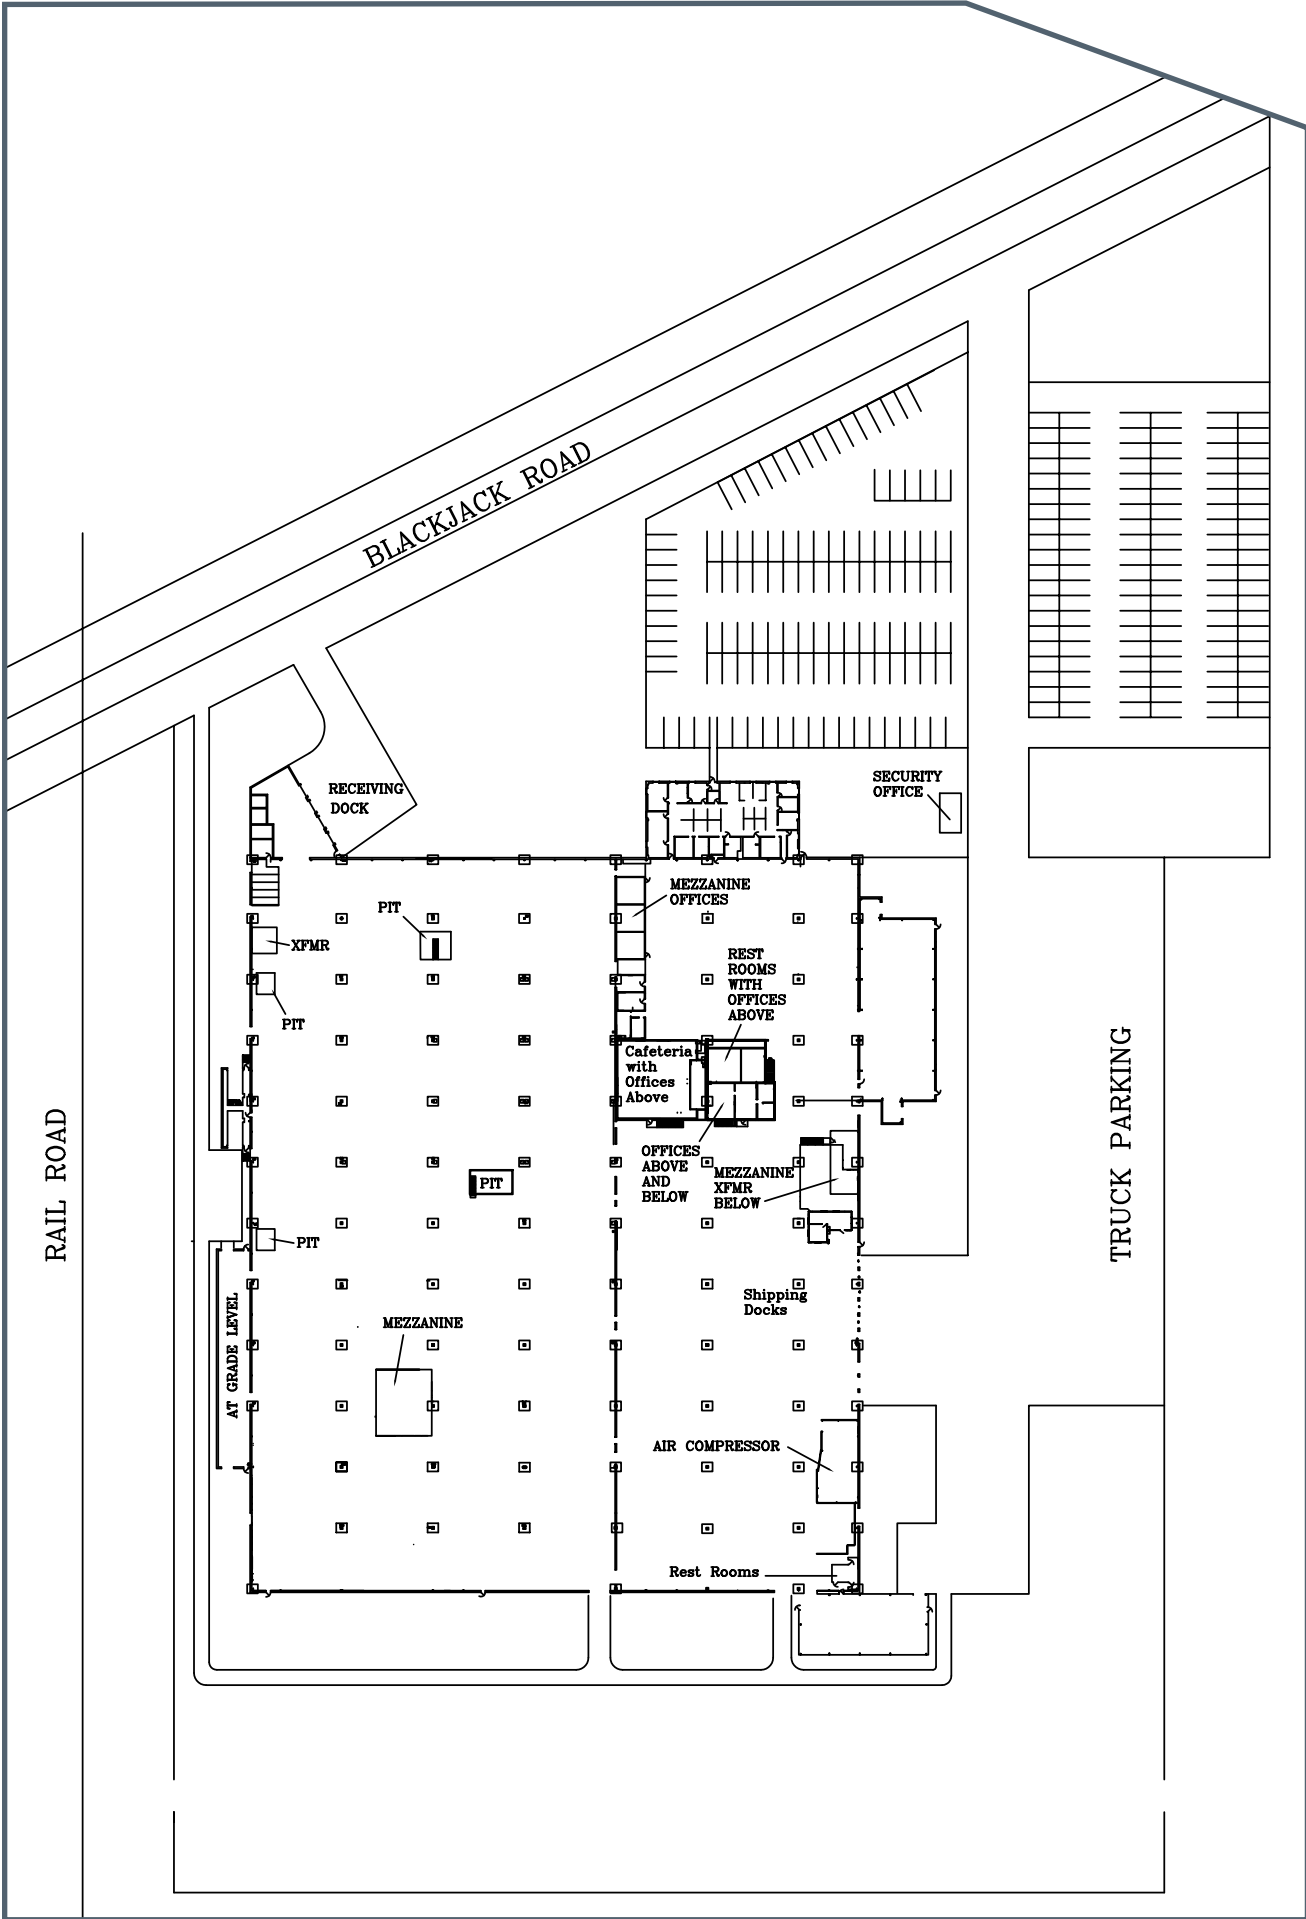 BLACKJACK ROAD
RECEIVING
DOCK
SECURITY
OFFICE
MEZZANINE
OFFICES
PIT
XFMR
REST
ROOMS
WITH
OFFICES
ABOVE
PIT
Cafeteria
with
Offices
Above
RAIL ROAD
TRUCK PARKING
OFFICES
ABOVE
AND
BELOW
MEZZANINE
XFMR
BELOW
PIT
PIT
AT GRADE LEVEL
Shipping
Docks
MEZZANINE
AIR COMPRESSOR
Rest Rooms